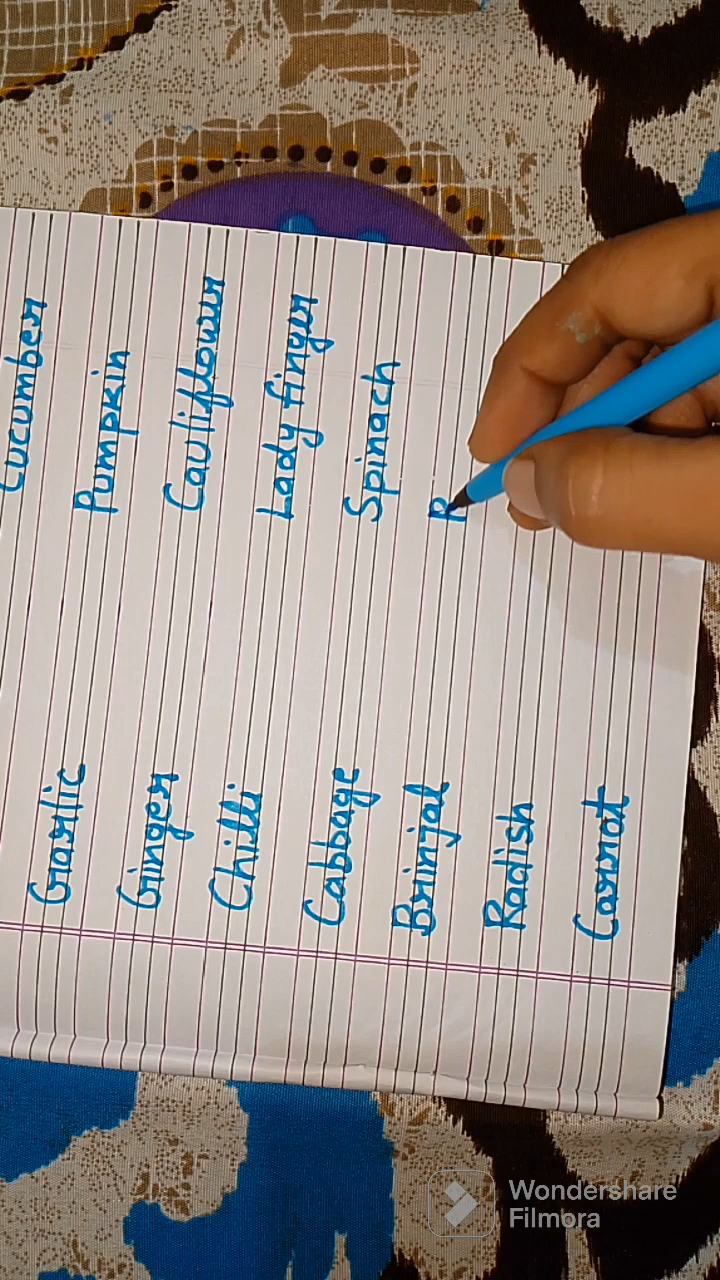 Garlic
Ginger
Chilli
Cabbage
Brinjal
Radish
Carrot
Cucumber
Pumpkin
Cauliflower
Lady finger
Spinach
Wondershare
Filmora